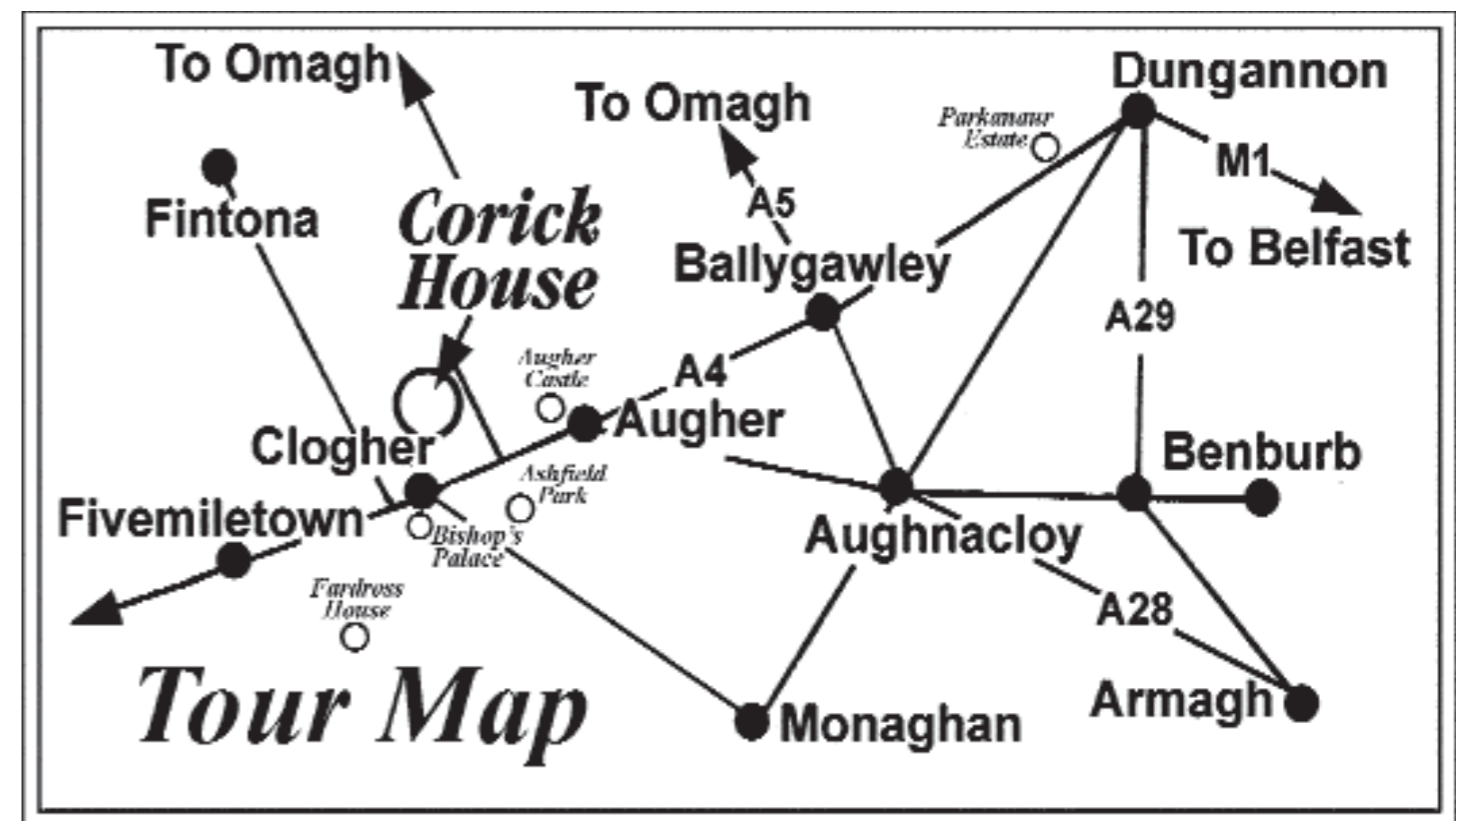 To Omagh
To Omagh
Dungannon
Parkanaur
Estate
M1
To Belfast
Fintona
Corick
House
A5
Ballygawley
A29
Augher
Castle
A4
Augher
Clogher
Benburb
Ashfield
Park
Fivemiletown
Bishop's
Palace
Aughnacloy
Fardross
House
A28
Tour Map
Monaghan
Armagh